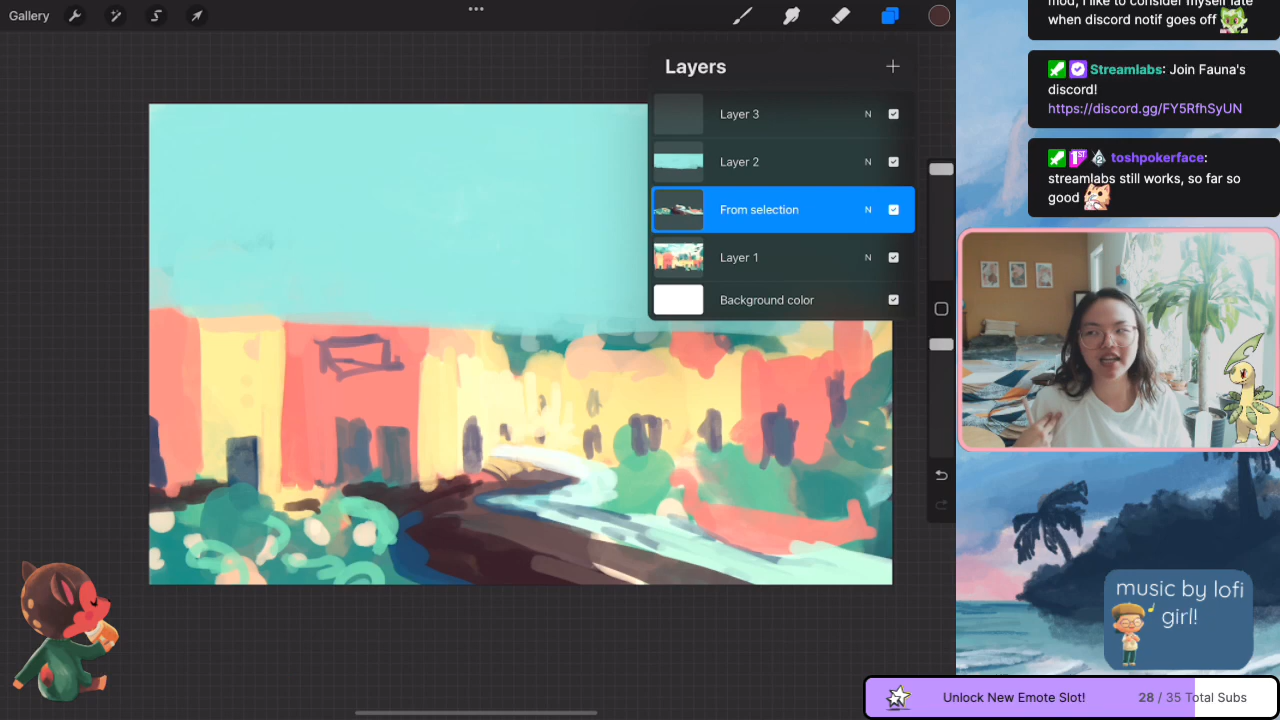 Gallery
Layers
Layer 3 N
Layer 2 N
From selection N
Layer 1 N
Background color
mod, I like to consider myself late
when discord notif goes off
Streamlabs: Join Fauna's
discord!
https://discord.gg/FY5RfhSyUN
1ST toshpokerface:
streamlabs still works, so far so
good
music by lofi
girl!
Unlock New Emote Slot! 28 / 35 Total Subs